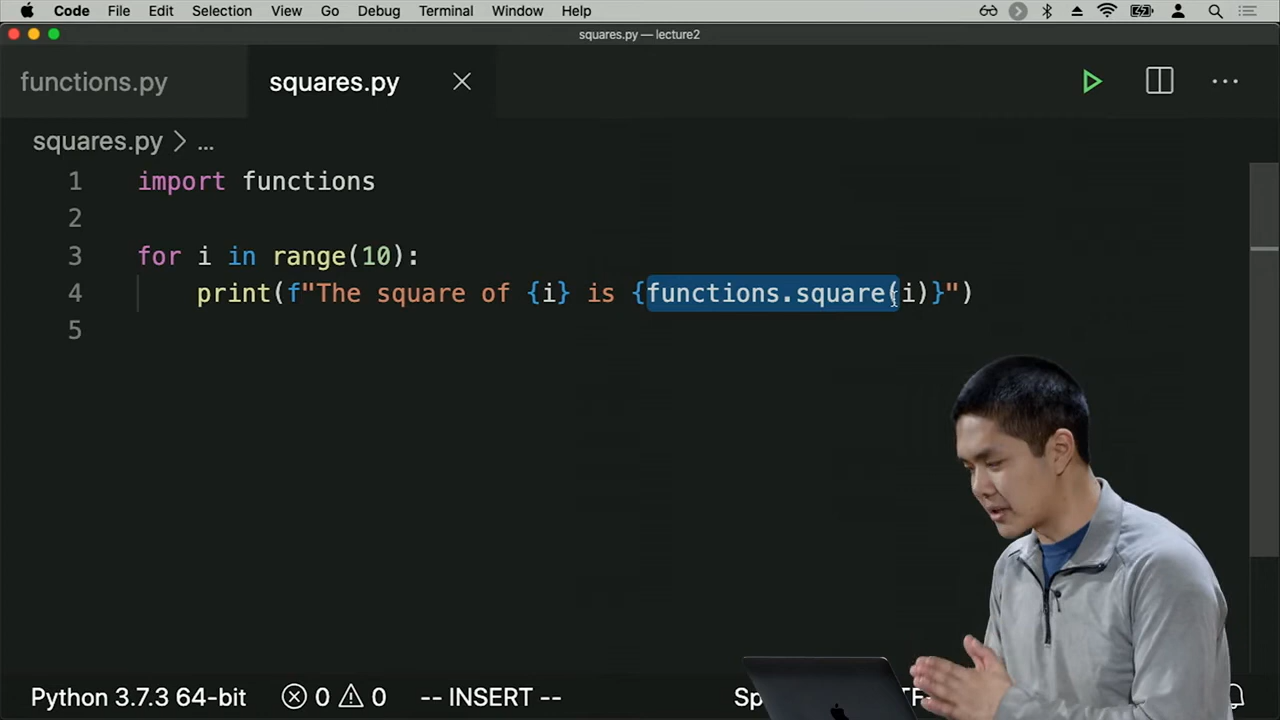 Code File Edit Selection View Go Debug Terminal Window Help
squares.py — lecture2
functions.py squares.py
squares.py > ...
1 import functions
2
3 for i in range(10):
4 print(f"The square of {i} is {functions.square(i)}")
5
Python 3.7.3 64-bit 0 0 -- INSERT --